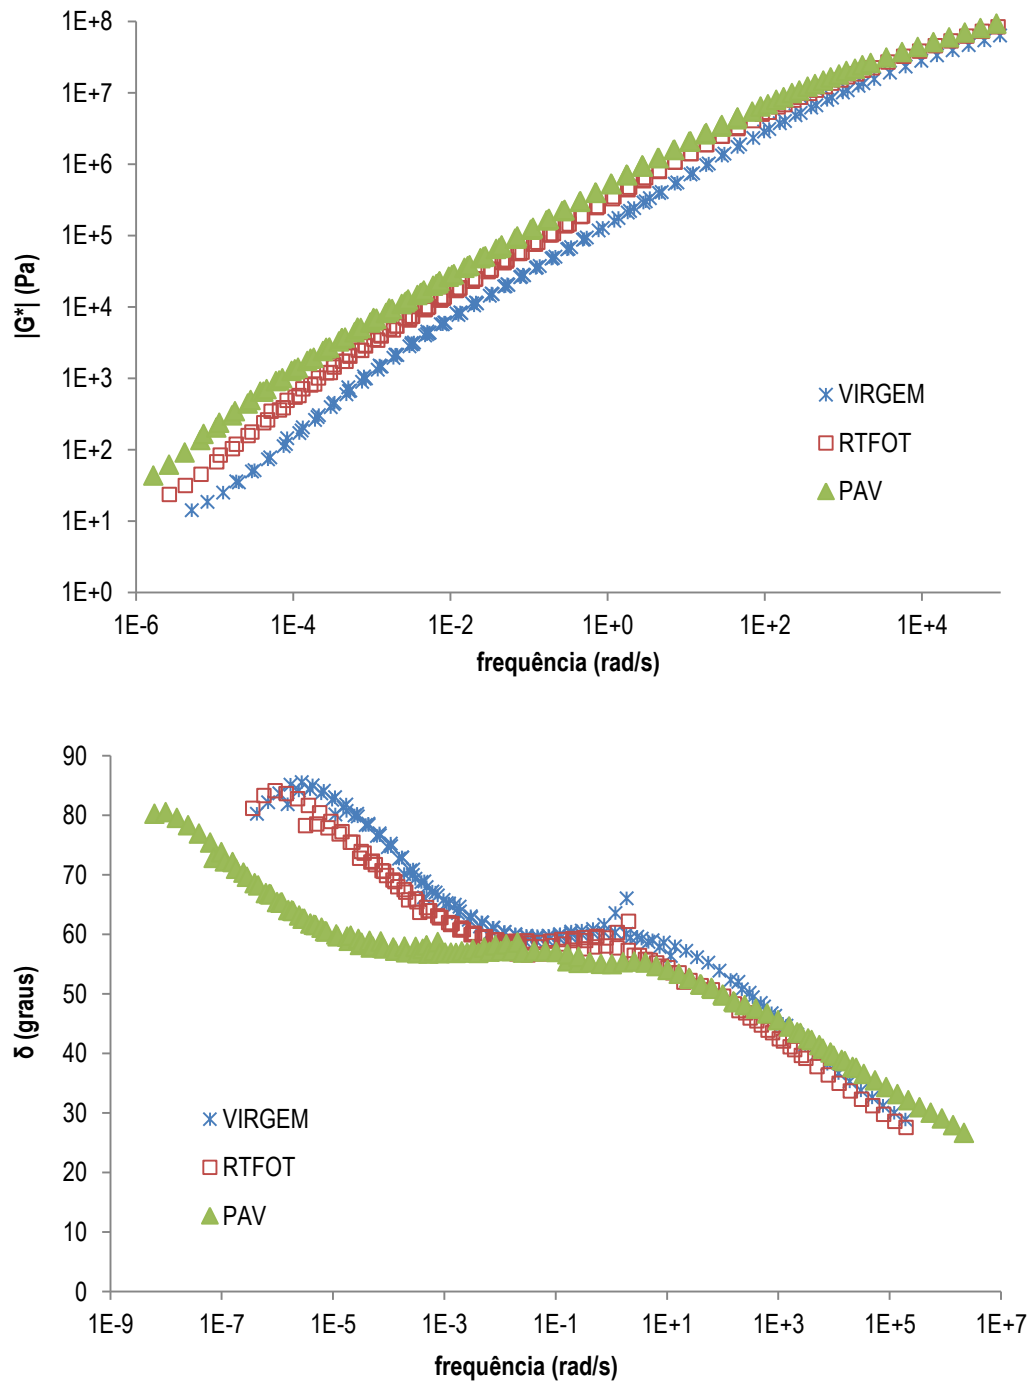 1E+8
1E+7
1E+6
1E+5
1E+4
1E+3
1E+2
1E+1
1E+0
|G*| (Pa)
VIRGEM
RTFOT
PAV
1E-6
1E-4
1E-2
1E+0
1E+2
1E+4
frequência (rad/s)
90
80
70
60
50
40
30
20
10
0
δ (graus)
VIRGEM
RTFOT
PAV
1E-9
1E-7
1E-5
1E-3
1E-1
1E+1
1E+3
1E+5
1E+7
frequência (rad/s)